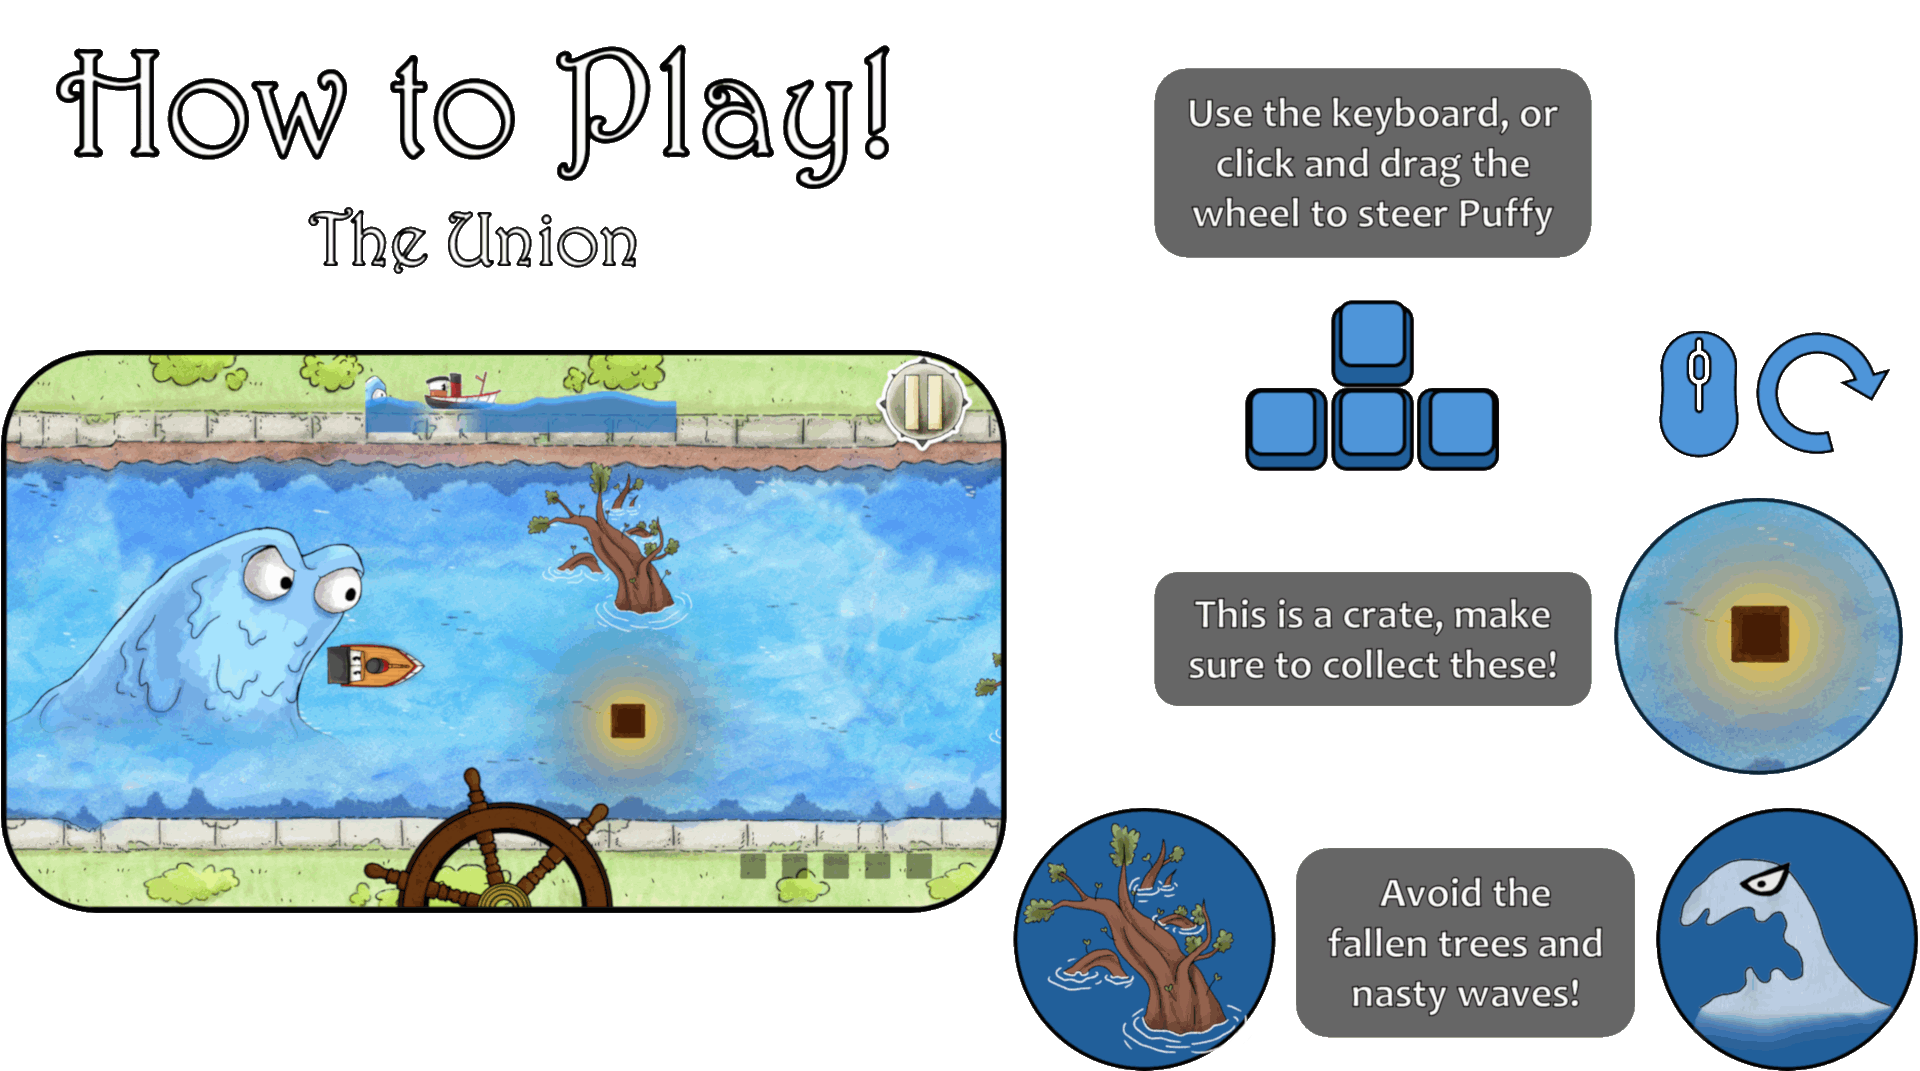 How to Play!
The Union
Use the keyboard, or
click and drag the
wheel to steer Puffy
This is a crate, make
sure to collect these!
Avoid the
fallen trees and
nasty waves!